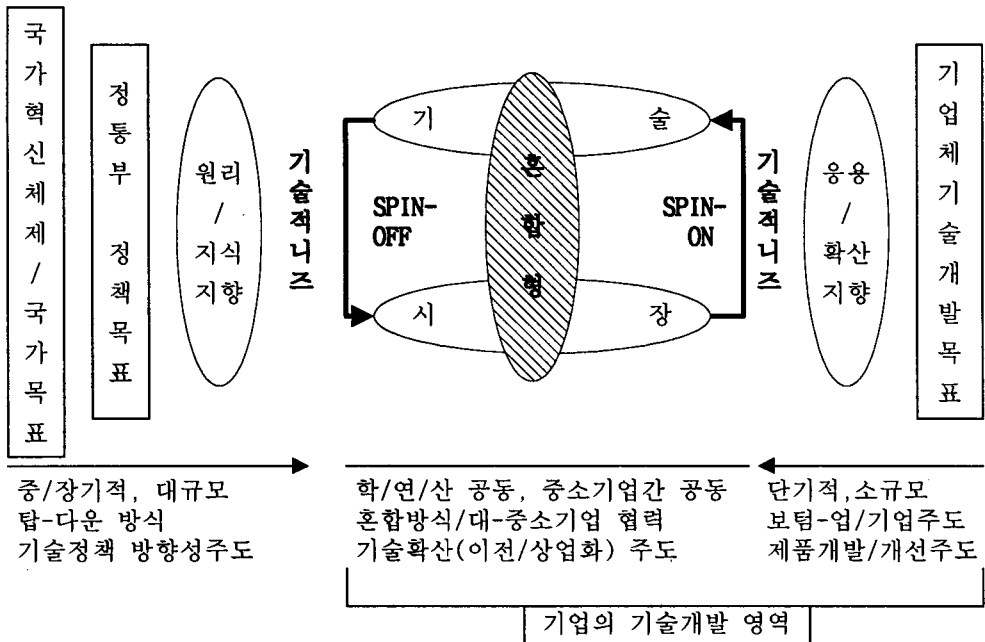 국가혁신체제/국가목표
정통부 정책목표
원리
/
지식
지향
기술적니즈
기 술
SPIN-
OFF
혼합형
SPIN-
ON
시 장
기술적니즈
응용
/
확산
지향
기업체기술개발목표
중/장기적, 대규모
탑-다운 방식
기술정책 방향성주도
학/연/산 공동, 중소기업간 공동
혼합방식/대-중소기업 협력
기술확산(이전/상업화) 주도
단기적,소규모
보텀-업/기업주도
제품개발/개선주도
기업의 기술개발 영역